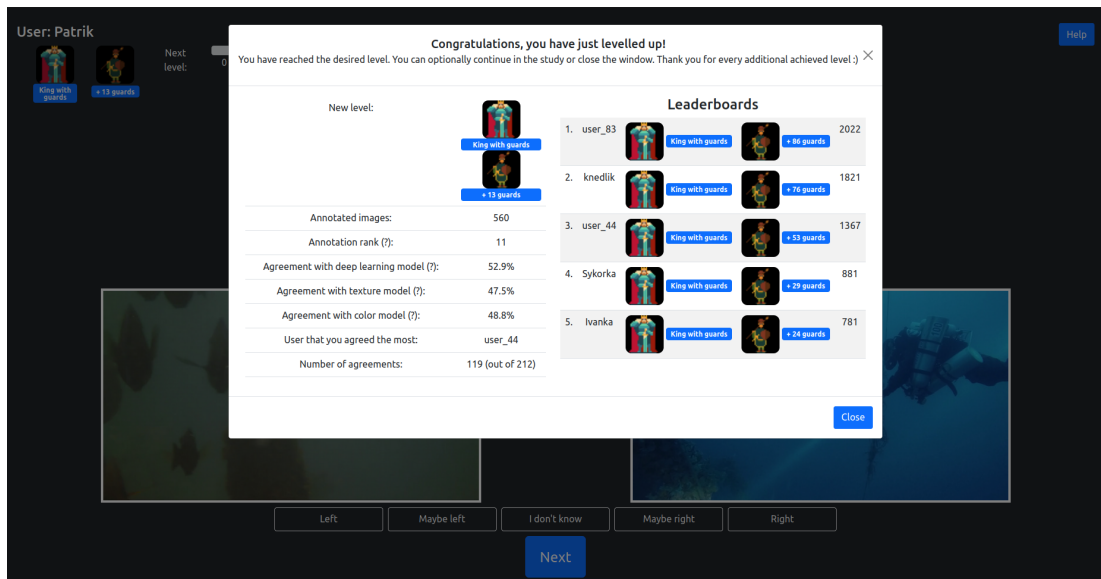 User: Patrik
Help
Next
level:
0
King with
guards
+ 13 guards
Congratulations, you have just levelled up!
You have reached the desired level. You can optionally continue in the study or close the window. Thank you for every additional achieved level :)
New level:
King with guards
+ 13 guards
Annotated images: 560
Annotation rank (?): 11
Agreement with deep learning model (?): 52.9%
Agreement with texture model (?): 47.5%
Agreement with color model (?): 48.8%
User that you agreed the most: user_44
Number of agreements: 119 (out of 212)
Leaderboards
1. user_83 King with guards + 86 guards 2022
2. knedlik King with guards + 76 guards 1821
3. user_44 King with guards + 53 guards 1367
4. Sykorka King with guards + 29 guards 881
5. Ivanka King with guards + 24 guards 781
Close
Left Maybe left I don't know Maybe right Right
Next